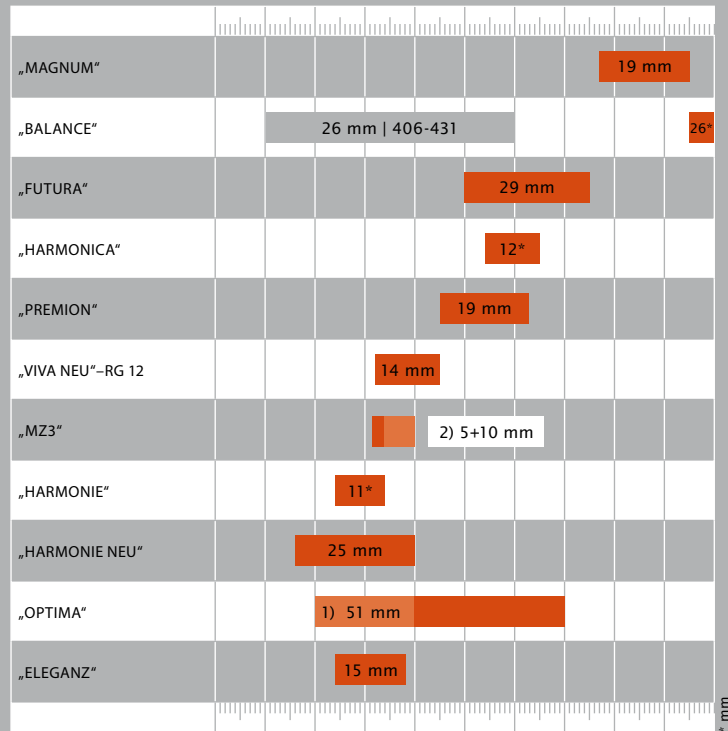 „MAGNUM“ 19 mm
„BALANCE“ 26 mm | 406-431 26*
„FUTURA“ 29 mm
„HARMONICA“ 12*
„PREMION“ 19 mm
„VIVA NEU“–RG 12 14 mm
„MZ3“ 2) 5+10 mm
„HARMONIE“ 11*
„HARMONIE NEU“ 25 mm
„OPTIMA“ 1) 51 mm
„ELEGANZ“ 15 mm
* mm